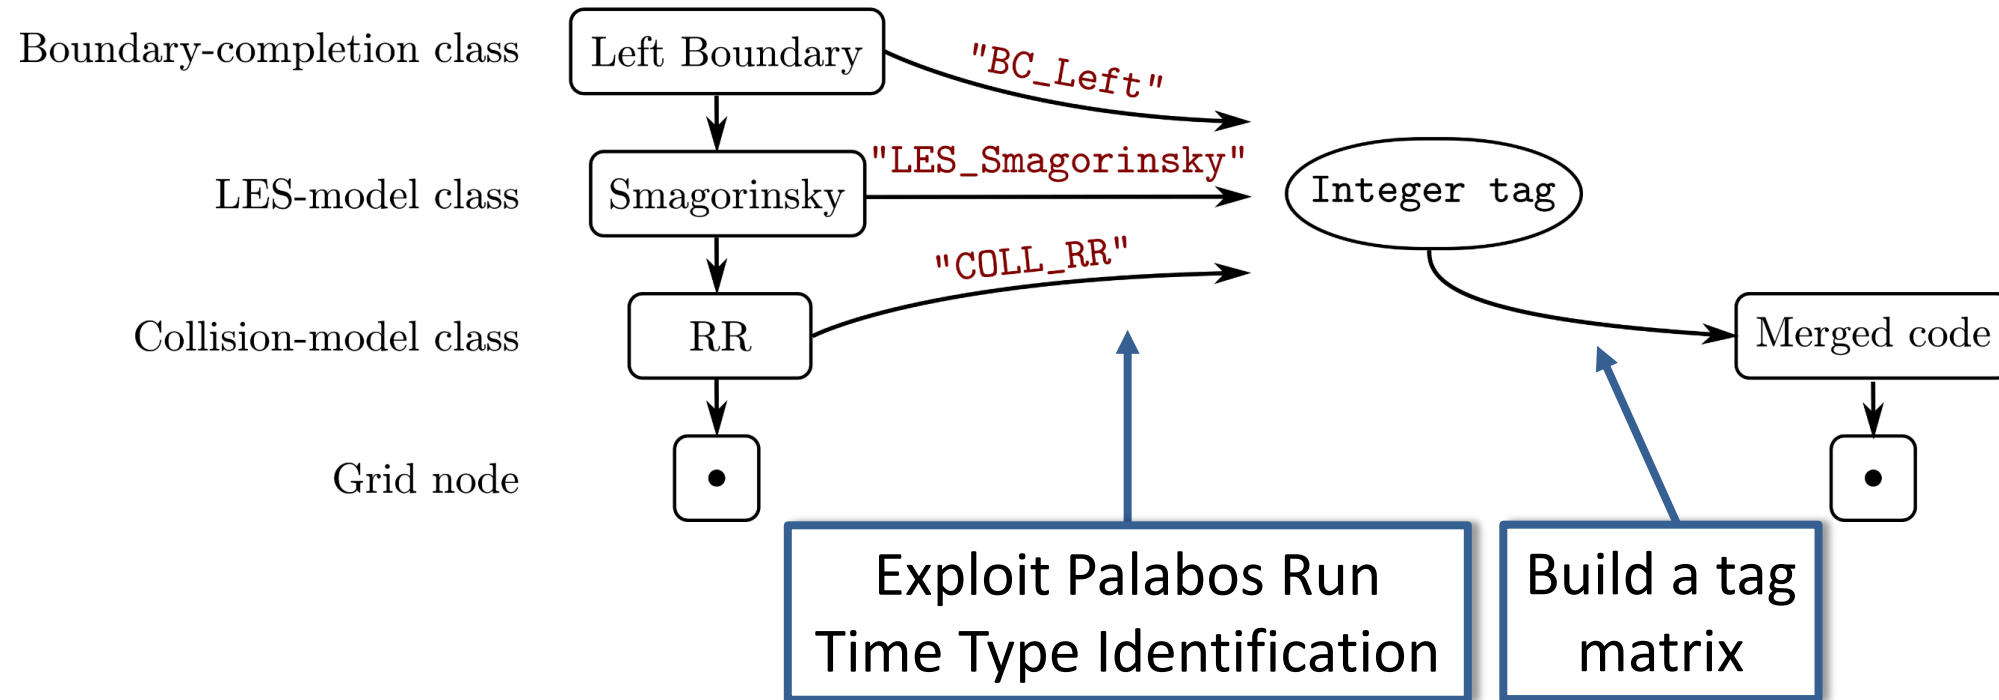 Boundary-completion class
Left Boundary
"BC_Left"
LES-model class
Smagorinsky
"LES_Smagorinsky"
Integer tag
Collision-model class
RR
"COLL_RR"
Merged code
Grid node
Exploit Palabos Run
Time Type Identification
Build a tag
matrix